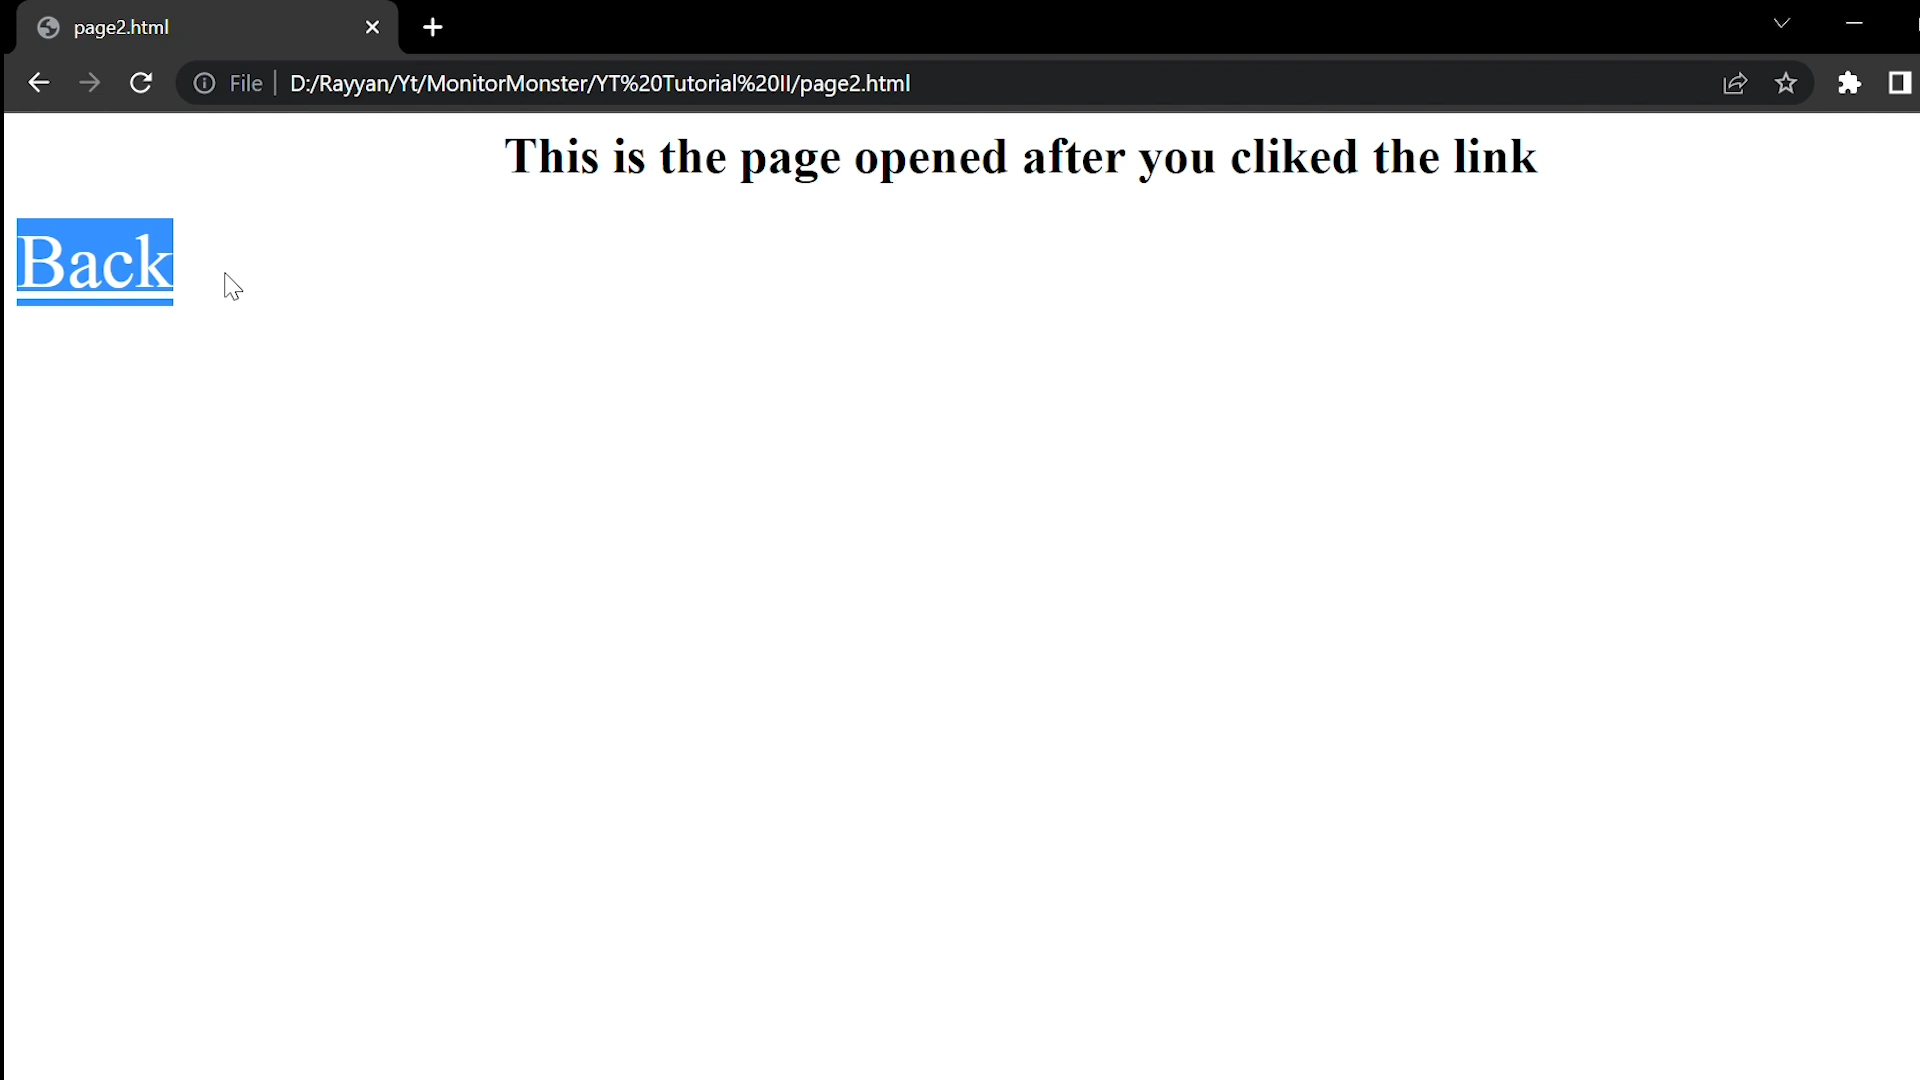 page2.html
File D:/Rayyan/Yt/MonitorMonster/YT%20Tutorial%20II/page2.html
This is the page opened after you cliked the link
Back